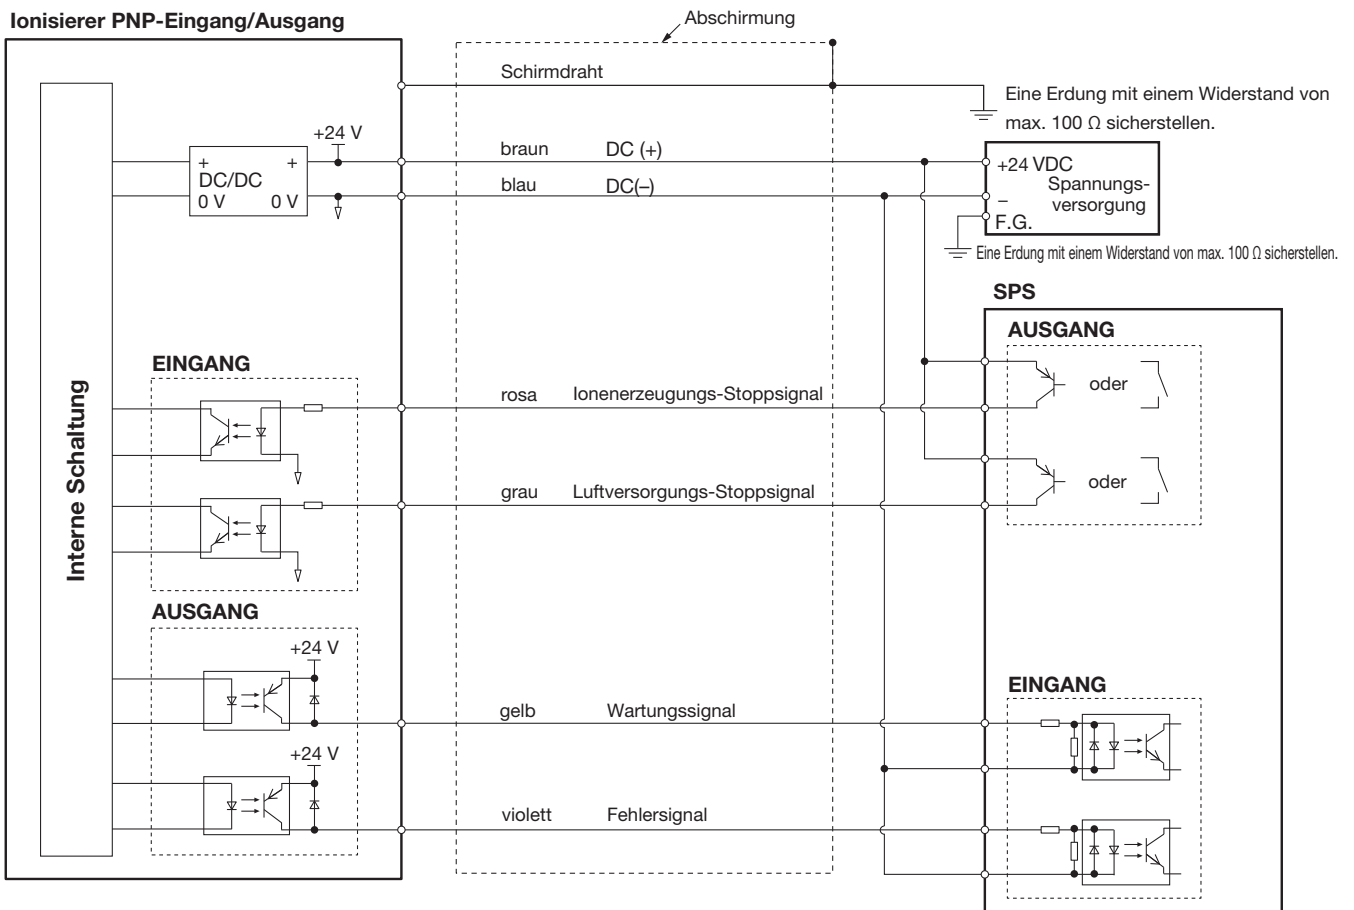 Ionisierer PNP-Eingang/Ausgang
Abschirmung
Schirmdraht
Eine Erdung mit einem Widerstand von
max. 100 Ω sicherstellen.
+24 V
braun DC (+)
blau DC(–)
+ +
DC/DC
0 V 0 V
+24 VDC
Spannungs-
versorgung
–
F.G.
Eine Erdung mit einem Widerstand von max. 100 Ω sicherstellen.
SPS
AUSGANG
oder
oder
Interne Schaltung
EINGANG
rosa Ionenerzeugungs-Stoppsignal
grau Luftversorgungs-Stoppsignal
AUSGANG
+24 V
gelb Wartungssignal
+24 V
violett Fehlersignal
EINGANG